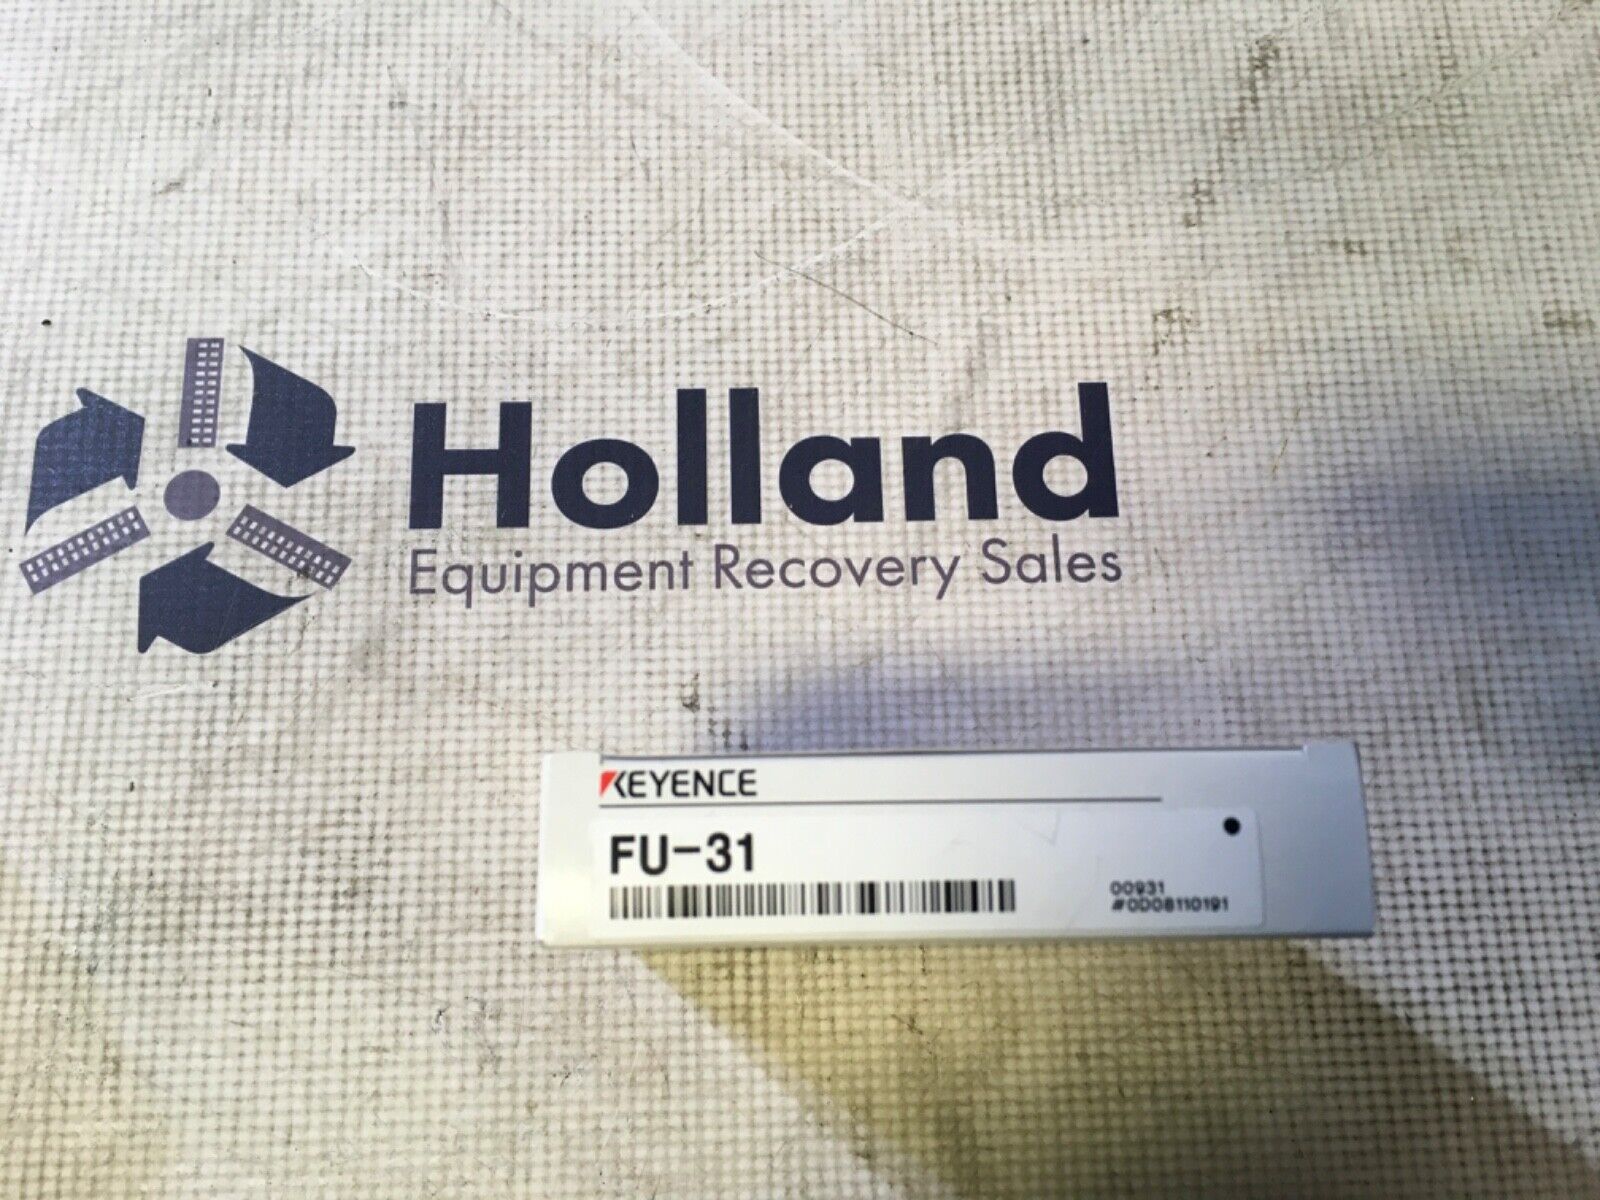 Holland
Equipment Recovery Sales
KEYENCE
FU-31
00931
#0D08110191